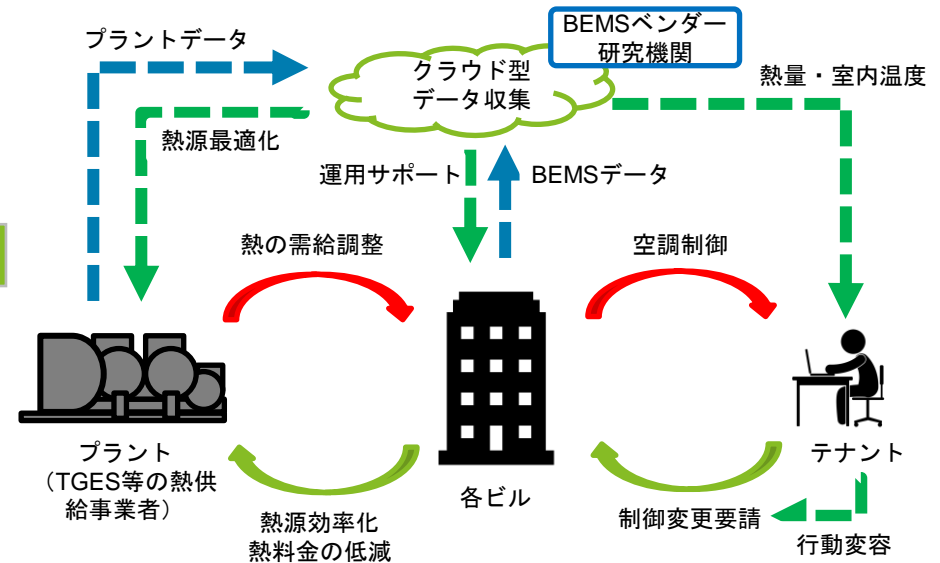 プラントデータ
BEMSベンダー
研究機関
クラウド型
データ収集
熱量・室内温度
熱源最適化
運用サポート
BEMSデータ
熱の需給調整
空調制御
プラント
（TGES等の熱供
給事業者）
各ビル
テナント
熱源効率化
熱料金の低減
制御変更要請
行動変容